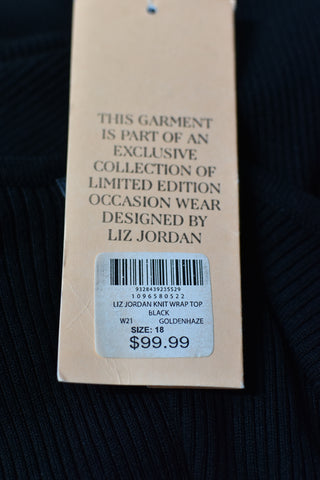 THIS GARMENT
IS PART OF AN
EXCLUSIVE
COLLECTION OF
LIMITED EDITION
OCCASION WEAR
DESIGNED BY
LIZ JORDAN
9328439235529
1096580522
LIZ JORDAN KNIT WRAP TOP
BLACK
W21 GOLDENHAZE
SIZE: 18
$99.99